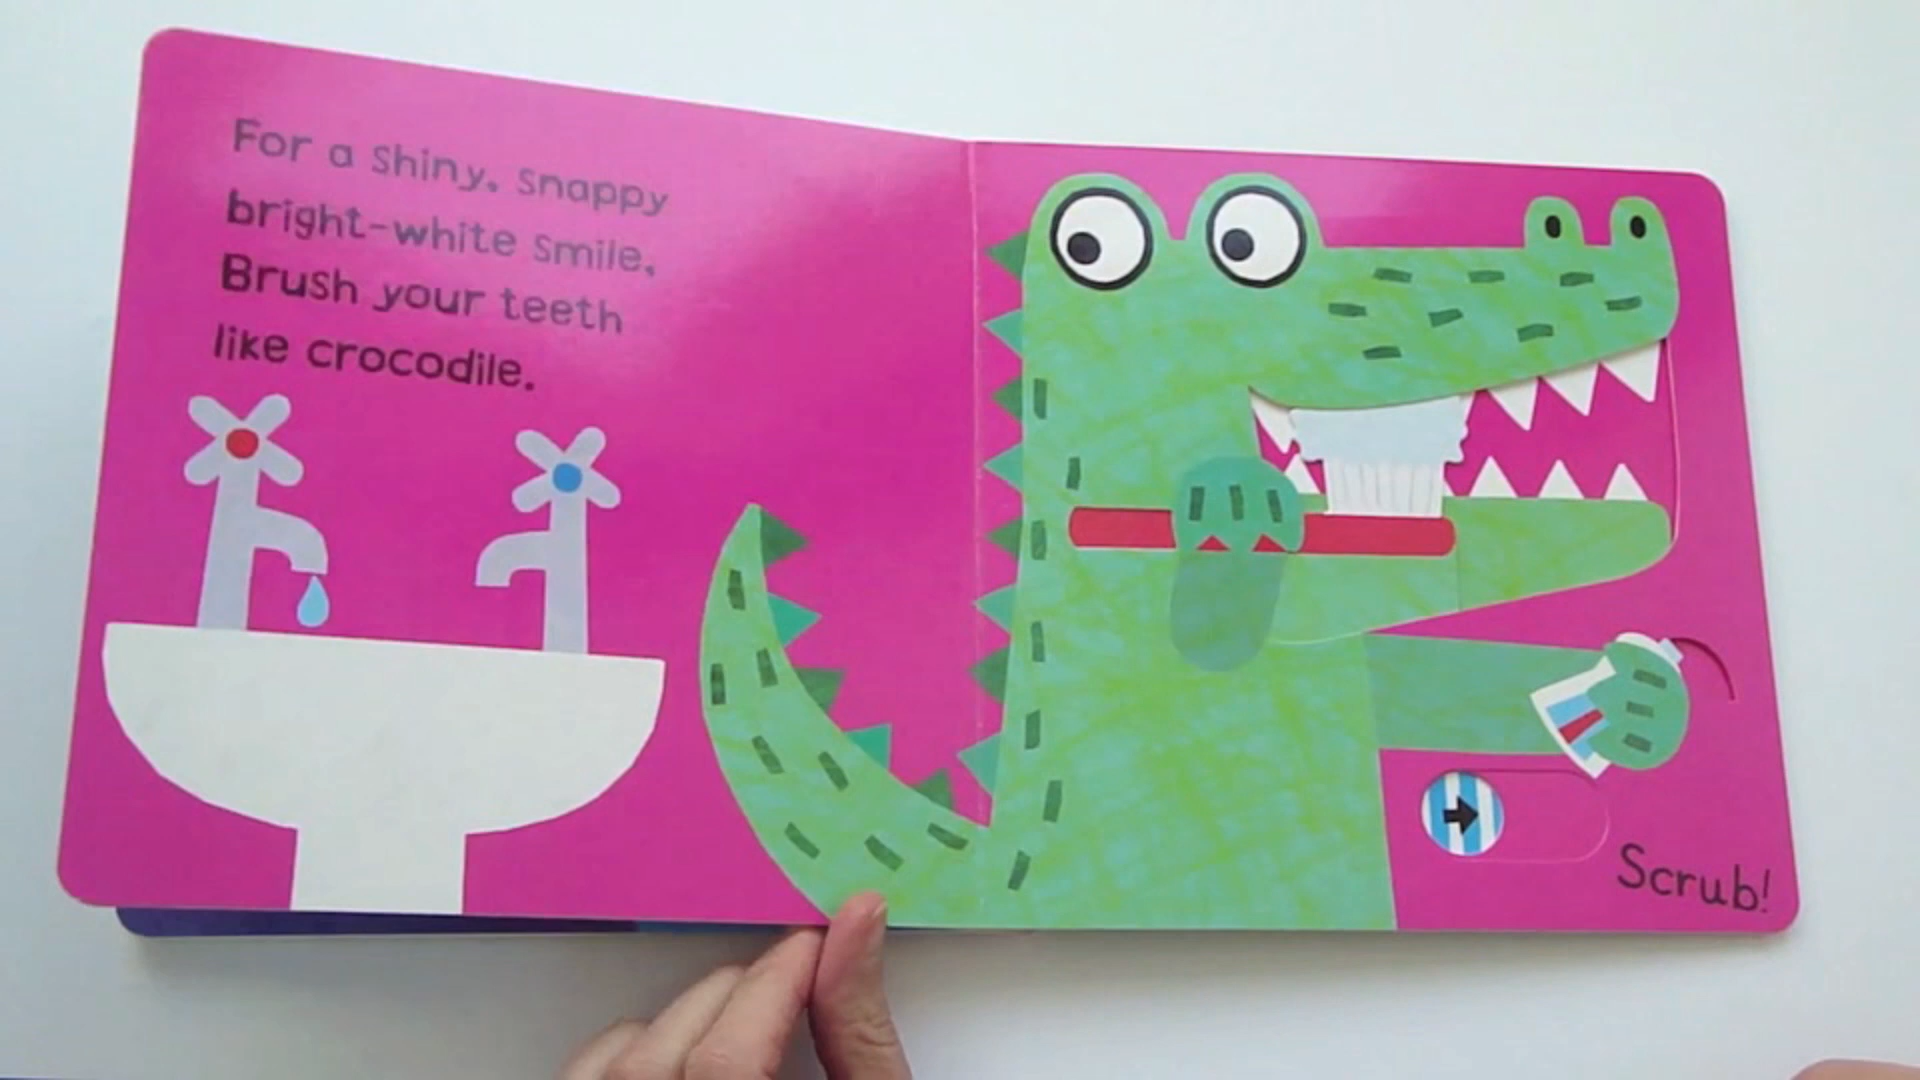 For a shiny, snappy
bright-white smile,
Brush your teeth
like crocodile.
Scrub!